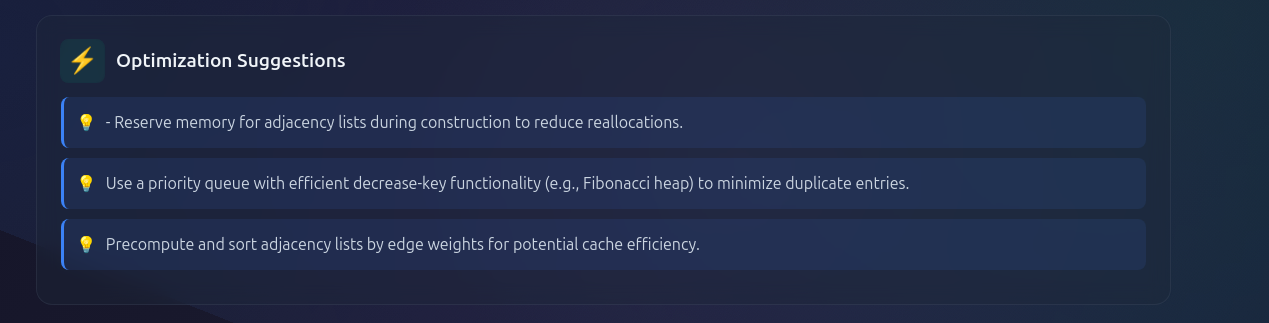 Optimization Suggestions
- Reserve memory for adjacency lists during construction to reduce reallocations.
Use a priority queue with efficient decrease-key functionality (e.g., Fibonacci heap) to minimize duplicate entries.
Precompute and sort adjacency lists by edge weights for potential cache efficiency.